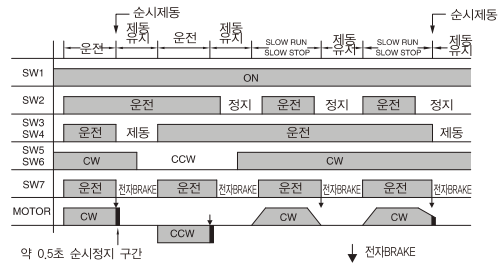 순시제동 순시제동
운전 제동 유지 운전 제동 유지 SLOW RUN SLOW STOP 제동 유지 SLOW RUN SLOW STOP 제동 유지
SW1 ON
SW2 운전 정지 운전 정지 운전 정지
SW3 SW4 운전 제동 운전 제동
SW5 SW6 CW CCW CW
SW7 운전 전자BRAKE 운전 전자BRAKE 운전 전자BRAKE 운전 전자BRAKE
MOTOR CW CCW CW CW
약 0.5초 순시정지 구간 전자BRAKE